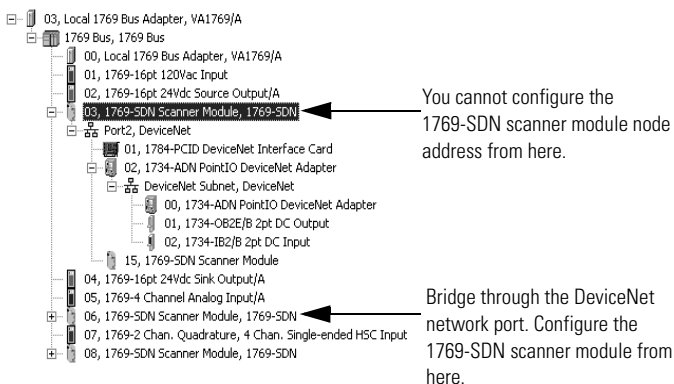 03, Local 1769 Bus Adapter, VA1769/A
1769 Bus, 1769 Bus
00, Local 1769 Bus Adapter, VA1769/A
01, 1769-16pt 120Vac Input
02, 1769-16pt 24Vdc Source Output/A
03, 1769-SDN Scanner Module, 1769-SDN
Port2, DeviceNet
01, 1784-PCID DeviceNet Interface Card
02, 1734-ADN PointIO DeviceNet Adapter
DeviceNet Subnet, DeviceNet
00, 1734-ADN PointIO DeviceNet Adapter
01, 1734-OB2E/B 2pt DC Output
02, 1734-IB2/B 2pt DC Input
15, 1769-SDN Scanner Module
04, 1769-16pt 24Vdc Sink Output/A
05, 1769-4 Channel Analog Input/A
06, 1769-SDN Scanner Module, 1769-SDN
07, 1769-2 Chan. Quadrature, 4 Chan. Single-ended HSC Input
08, 1769-SDN Scanner Module, 1769-SDN
You cannot configure the
1769-SDN scanner module node
address from here.
Bridge through the DeviceNet
network port. Configure the
1769-SDN scanner module from
here.